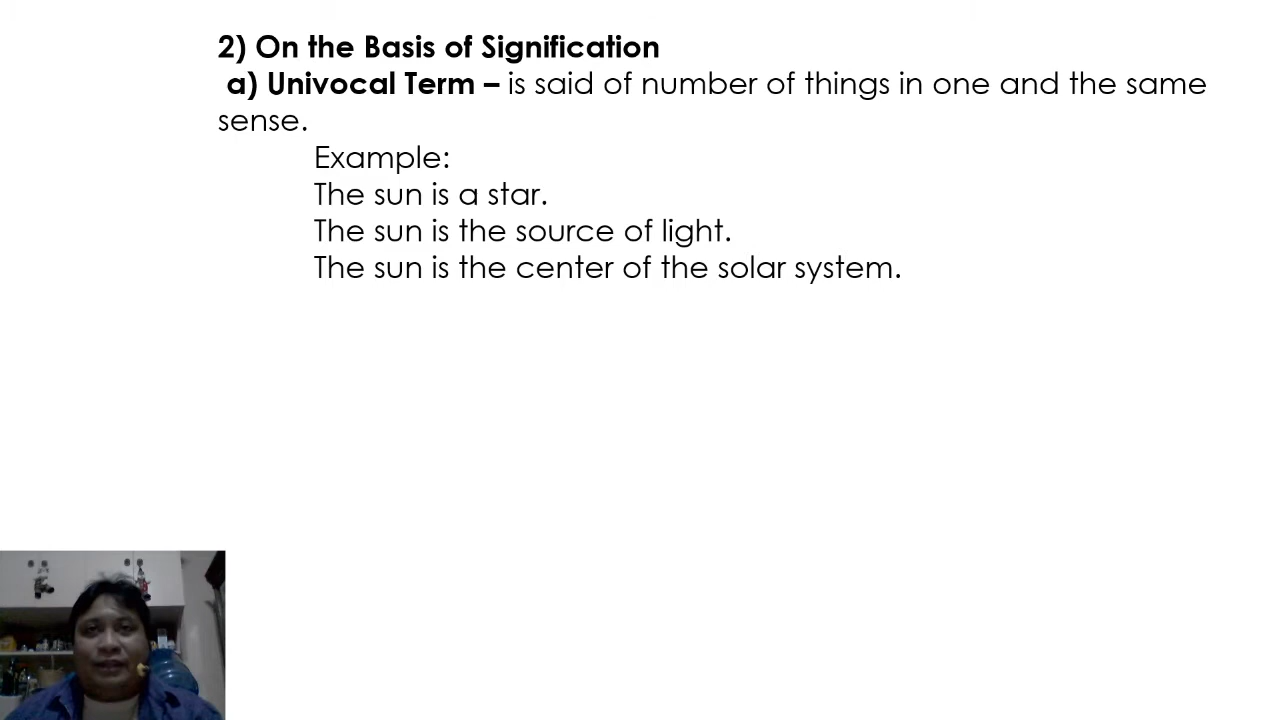 2) On the Basis of Signification
a) Univocal Term – is said of number of things in one and the same
sense.
Example:
The sun is a star.
The sun is the source of light.
The sun is the center of the solar system.